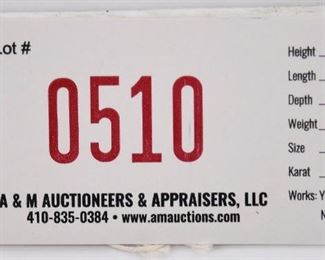 Lot #
0510
A & M AUCTIONEERS & APPRAISERS, LLC
410-835-0384 • www.amauctions.com
Height
Length
Depth
Weight
Size
Karat
Works: Y
N